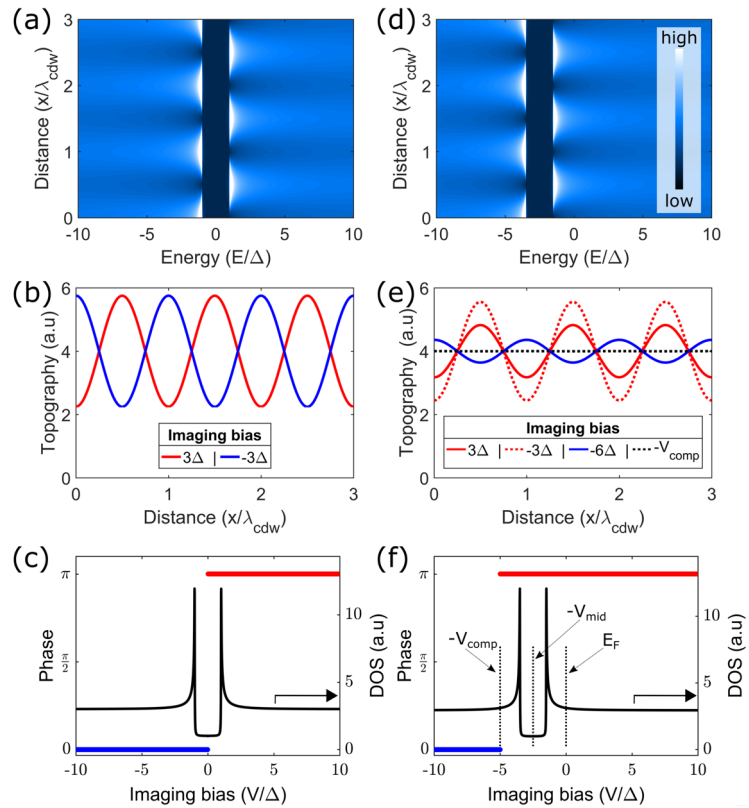 (a)
Distance (x/λcdw)
3
2
1
0
-10 -5 0 5 10
Energy (E/Δ)
(d)
Distance (x/λcdw)
3
2
1
0
high
low
-10 -5 0 5 10
Energy (E/Δ)
(b)
Topography (a.u)
6
4
2
0
Imaging bias
3Δ | -3Δ
0 1 2 3
Distance (x/λcdw)
(e)
Topography (a.u)
6
4
2
0
Imaging bias
3Δ | -3Δ | -6Δ | -Vcomp
0 1 2 3
Distance (x/λcdw)
(c)
Phase
π
π/2
0
10
5
0
DOS (a.u)
-10 -5 0 5 10
Imaging bias (V/Δ)
(f)
Phase
π
π/2
0
-Vcomp
-Vmid
EF
10
5
0
DOS (a.u)
-10 -5 0 5 10
Imaging bias (V/Δ)